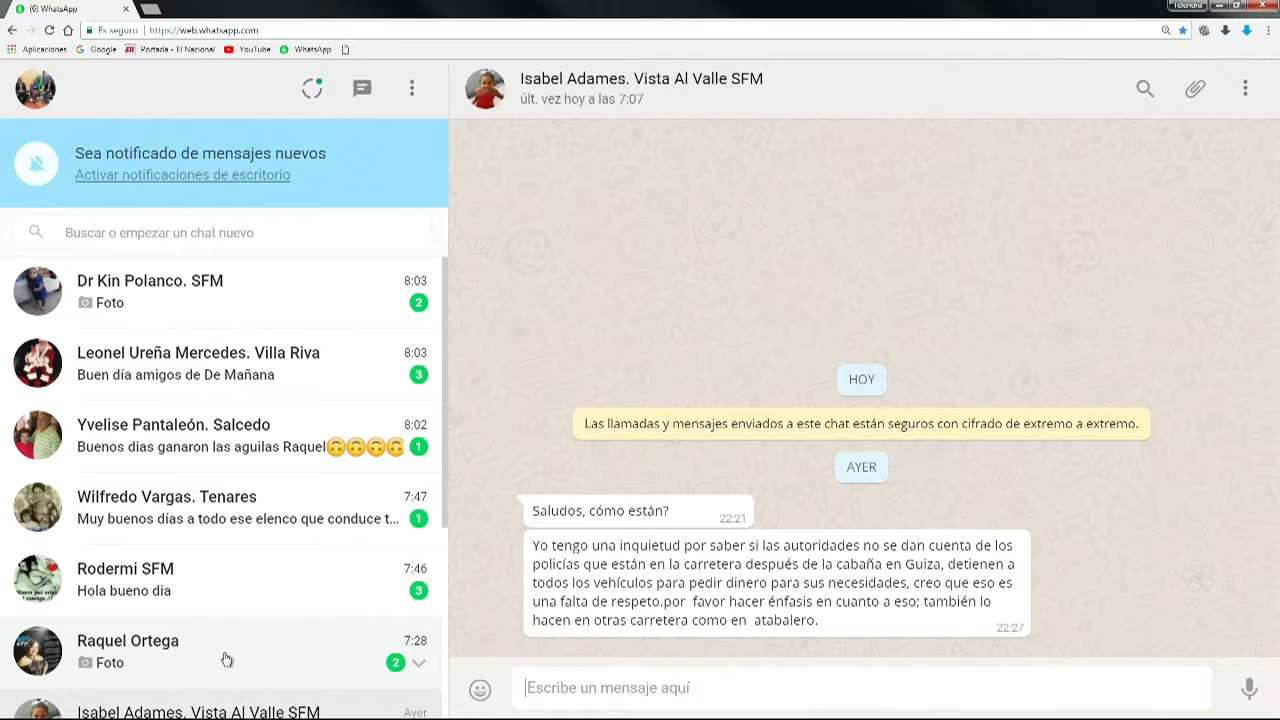 (6) WhatsApp
Telenord
Es seguro | https://web.whatsapp.com
Aplicaciones Google Portada - El Nacional YouTube WhatsApp
Isabel Adames. Vista Al Valle SFM
últ. vez hoy a las 7:07
Sea notificado de mensajes nuevos
Activar notificaciones de escritorio
Buscar o empezar un chat nuevo
Dr Kin Polanco. SFM 8:03
Foto 2
Leonel Ureña Mercedes. Villa Riva 8:03
Buen día amigos de De Mañana 3
Yvelise Pantaleón. Salcedo 8:02
Buenos dias ganaron las aguilas Raquel🙃🙃🙃🙃 1
Wilfredo Vargas. Tenares 7:47
Muy buenos días a todo ese elenco que conduce t... 1
Rodermi SFM 7:46
Hola bueno dia 3
Raquel Ortega 7:28
Foto 2
Isabel Adames. Vista Al Valle SFM Ayer
HOY
Las llamadas y mensajes enviados a este chat están seguros con cifrado de extremo a extremo.
AYER
Saludos, cómo están?
22:21
Yo tengo una inquietud por saber si las autoridades no se dan cuenta de los
policías que están en la carretera después de la cabaña en Guiza, detienen a
todos los vehículos para pedir dinero para sus necesidades, creo que eso es
una falta de respeto.por favor hacer énfasis en cuanto a eso; también lo
hacen en otras carretera como en atabalero.
22:27
Escribe un mensaje aquí